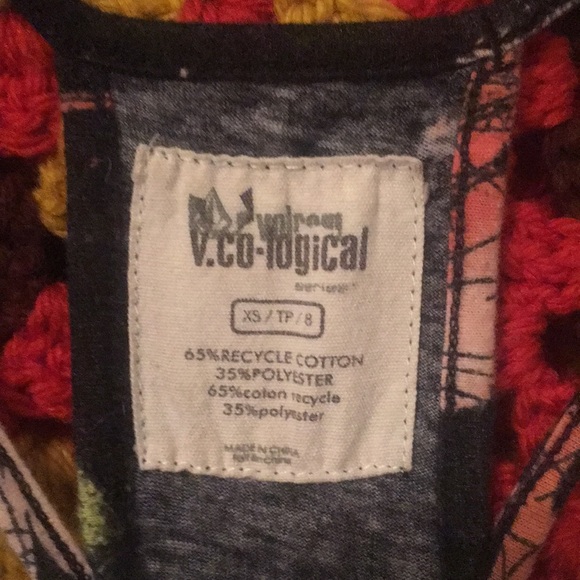 volcom
v.co-logical
series
XS / TP / 8
65%RECYCLE COTTON
35%POLYESTER
65%coton recycle
35%polyester
MADE IN CHINA